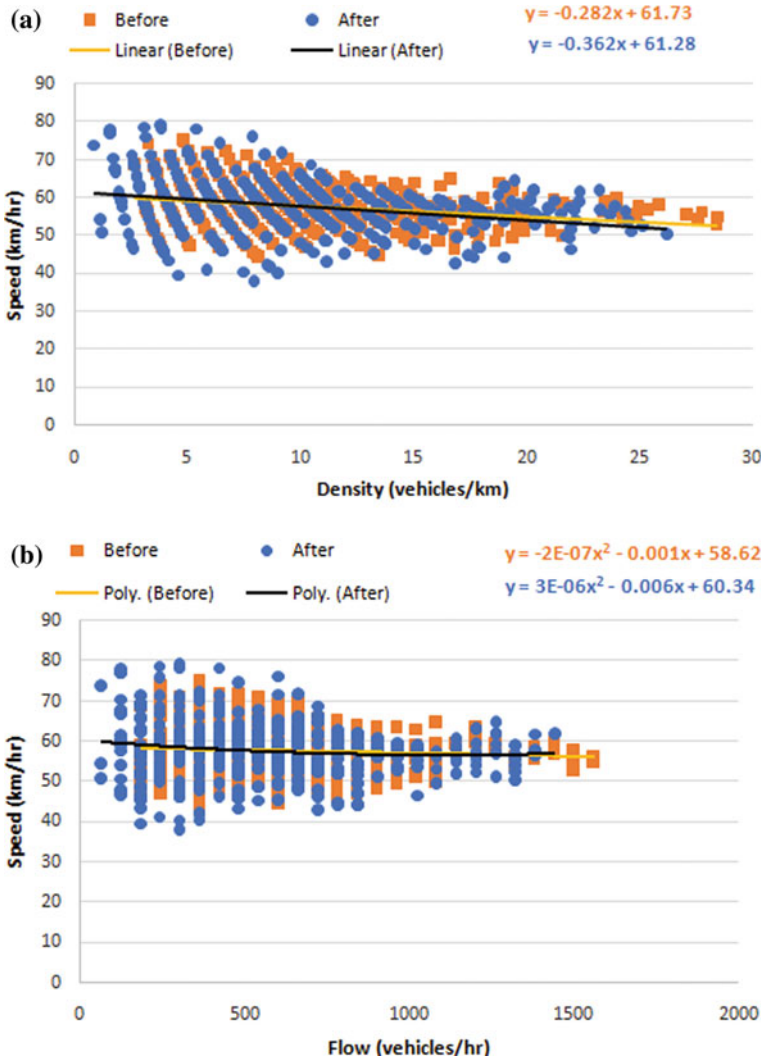 (a) Before After y = -0.282x + 61.73
Linear (Before) Linear (After) y = -0.362x + 61.28
90
80
70
60
50
40
30
20
10
0
Speed (km/hr)
0 5 10 15 20 25 30
Density (vehicles/km)
(b) Before After y = -2E-07x² - 0.001x + 58.62
Poly. (Before) Poly. (After) y = 3E-06x² - 0.006x + 60.34
90
80
70
60
50
40
30
20
10
0
Speed (km/hr)
0 500 1000 1500 2000
Flow (vehicles/hr)